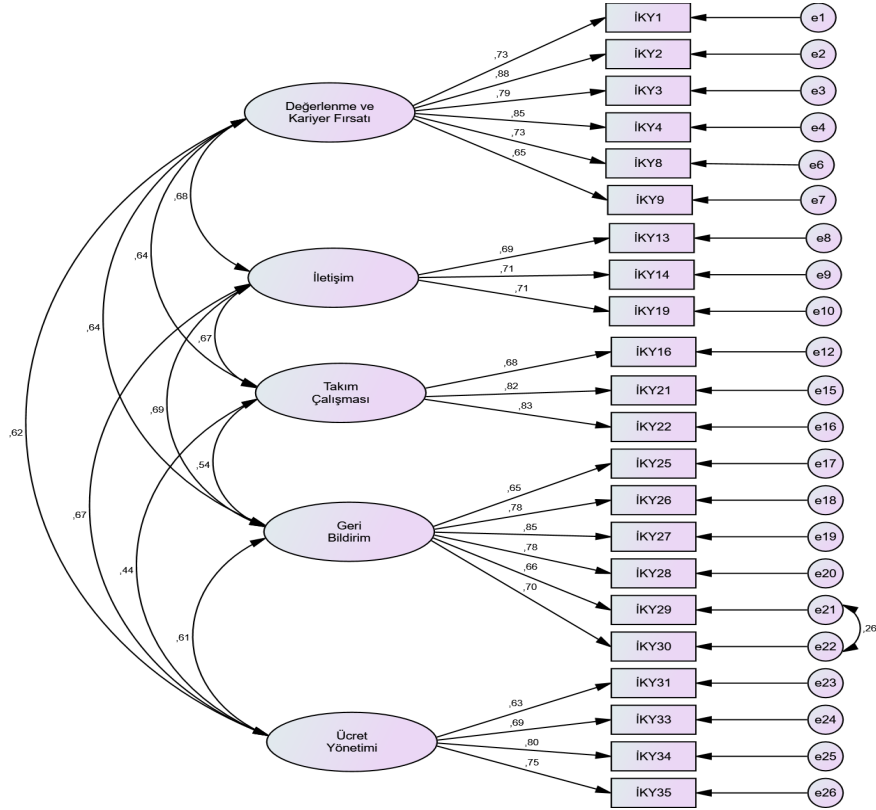 İKY1
e1
,73
İKY2
e2
,88
İKY3
e3
,79
Değerlenme ve
Kariyer Fırsatı
,85
İKY4
e4
,73
İKY8
e6
,65
İKY9
e7
,68
İKY13
e8
,69
,64
İletişim
,71
İKY14
e9
,71
İKY19
e10
,64
,67
İKY16
e12
,68
Takım
Çalışması
,82
İKY21
e15
,69
,83
İKY22
e16
,62
,54
İKY25
e17
,65
İKY26
e18
,78
,67
Geri
Bildirim
,85
İKY27
e19
,78
İKY28
e20
,44
,66
İKY29
e21
,70
,26
,61
İKY30
e22
İKY31
e23
,63
İKY33
e24
,69
Ücret
Yönetimi
,80
İKY34
e25
,75
İKY35
e26